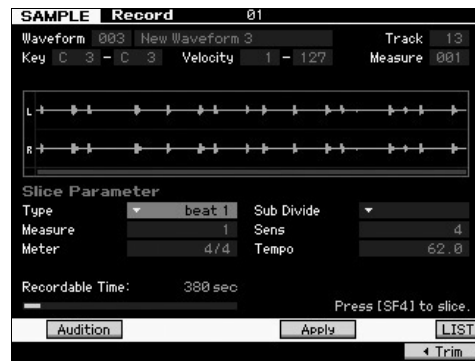 SAMPLE Record 01
Waveform 003 New Waveform 3 Track 13
Key C 3 - C 3 Velocity 1 - 127 Measure 001
L
R
Slice Parameter
Type beat 1 Sub Divide
Measure 1 Sens 4
Meter 4/4 Tempo 62.0
Recordable Time: 380 sec
Press [SF4] to slice.
Audition Apply LIST
Trim